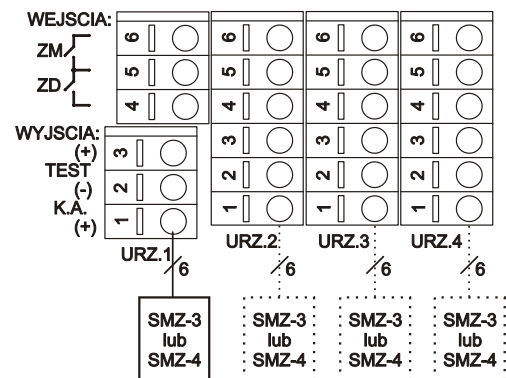 WEJSCIA:
6 6 6 6
ZM
5 5 5 5
ZD
4 4 4 4
WYJSCIA:
(+) 3 3 3 3
TEST
(-) 2 2 2 2
K.A.
(+) 1 1 1 1
URZ.1 URZ.2 URZ.3 URZ.4
6 6 6 6
SMZ-3 SMZ-3 SMZ-3 SMZ-3
lub lub lub lub
SMZ-4 SMZ-4 SMZ-4 SMZ-4